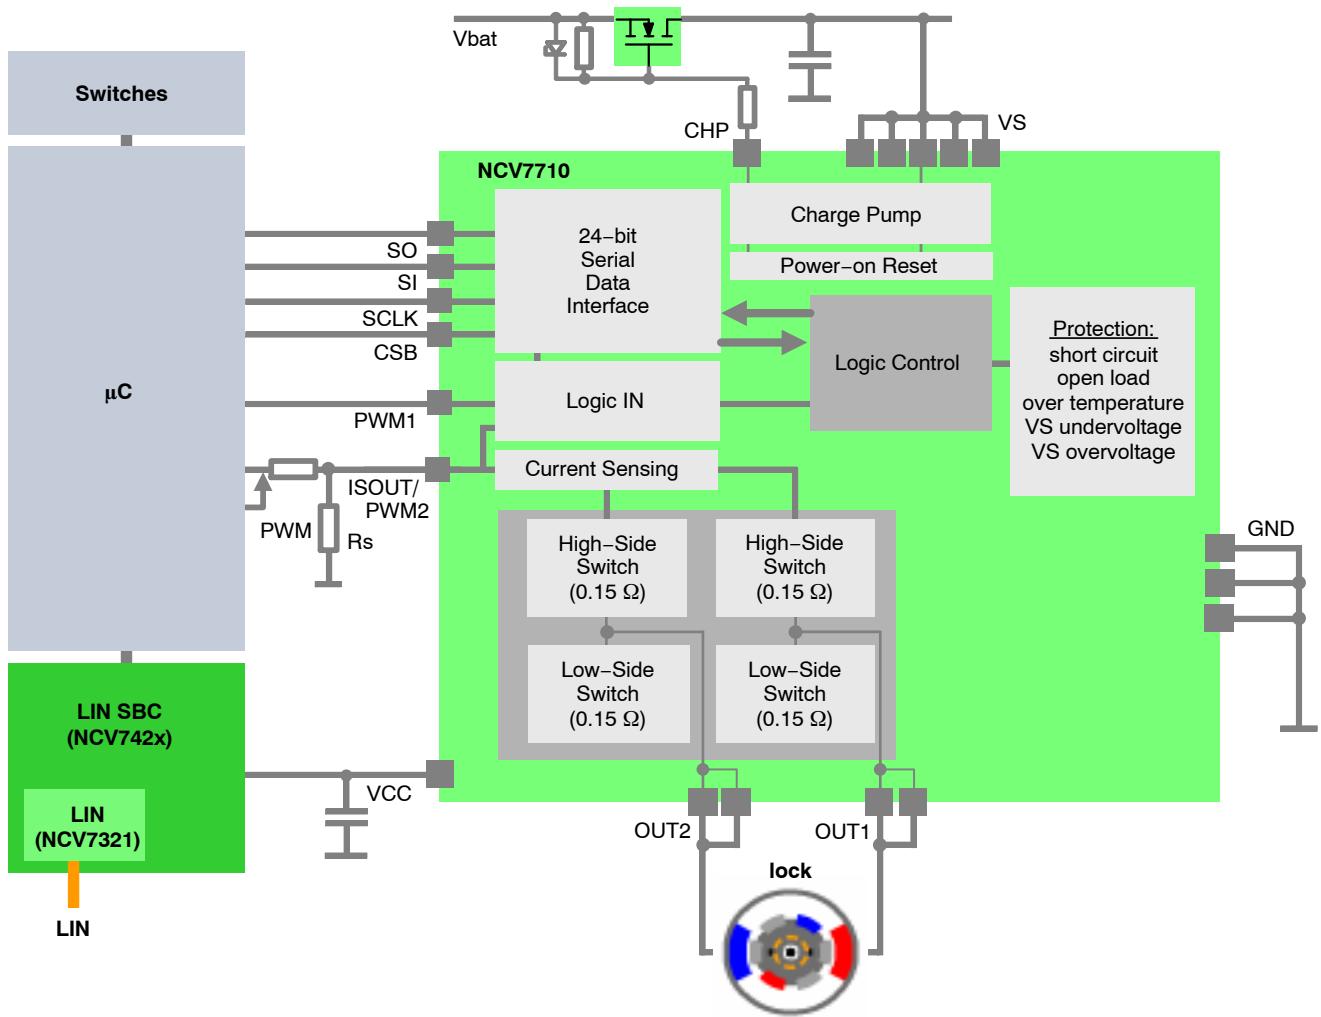 Vbat
Switches
CHP
VS
NCV7710
Charge Pump
24−bit
Serial
Data
Interface
Power−on Reset
SO
SI
SCLK
CSB
Logic Control
Protection:
short circuit
open load
over temperature
VS undervoltage
VS overvoltage
μC
PWM1
Logic IN
ISOUT/
PWM2
Current Sensing
PWM
Rs
GND
High−Side
Switch
(0.15 Ω)
High−Side
Switch
(0.15 Ω)
Low−Side
Switch
(0.15 Ω)
Low−Side
Switch
(0.15 Ω)
LIN SBC
(NCV742x)
VCC
LIN
(NCV7321)
OUT2
OUT1
lock
LIN